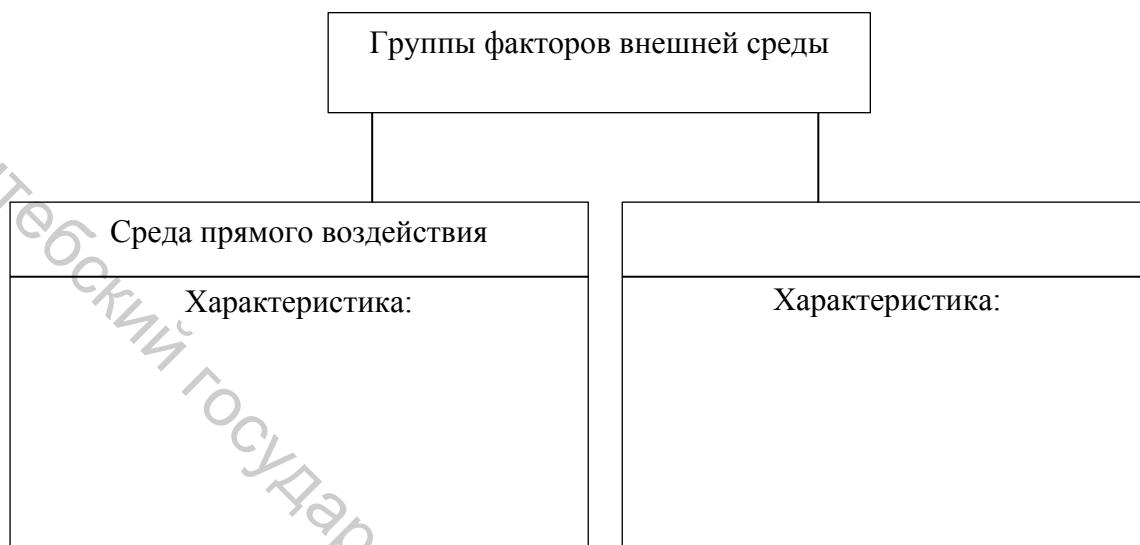 Группы факторов внешней среды
Среда прямого воздействия
Характеристика:
Характеристика: